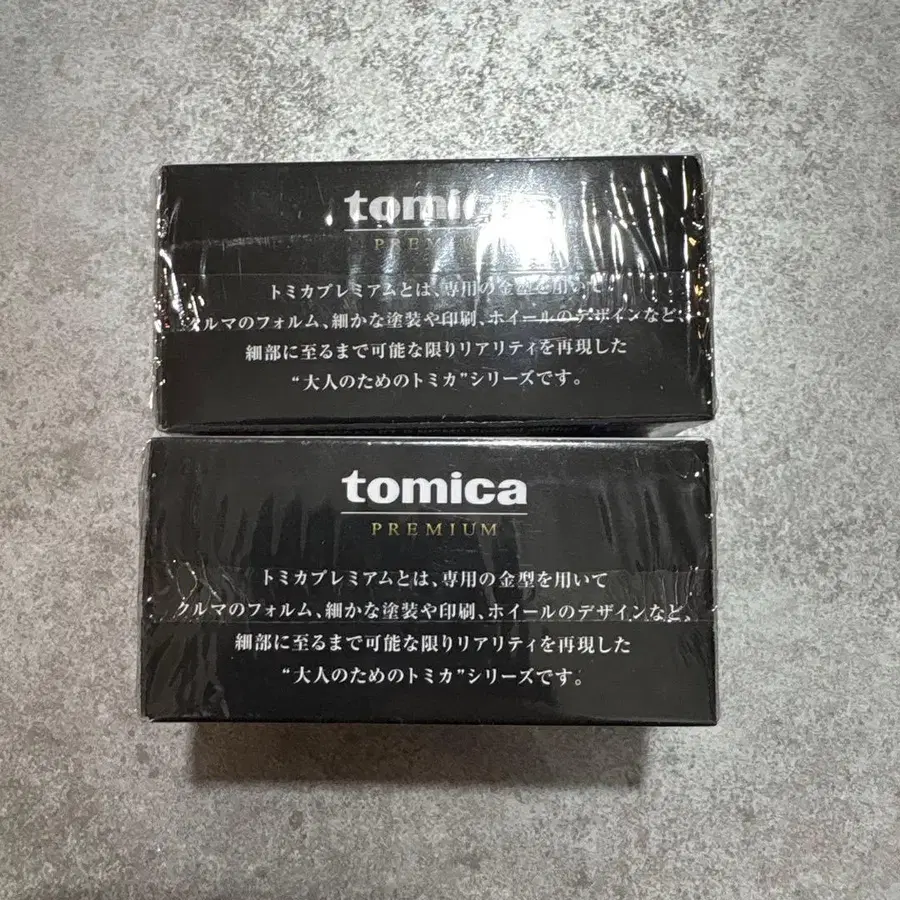 tomica
PREMIUM
トミカプレミアムとは、専用の金型を用いて
クルマのフォルム、細かな塗装や印刷、ホイールのデザインなど、
細部に至るまで可能な限りリアリティを再現した
“大人のためのトミカ”シリーズです。
tomica
PREMIUM
トミカプレミアムとは、専用の金型を用いて
クルマのフォルム、細かな塗装や印刷、ホイールのデザインなど、
細部に至るまで可能な限りリアリティを再現した
“大人のためのトミカ”シリーズです。